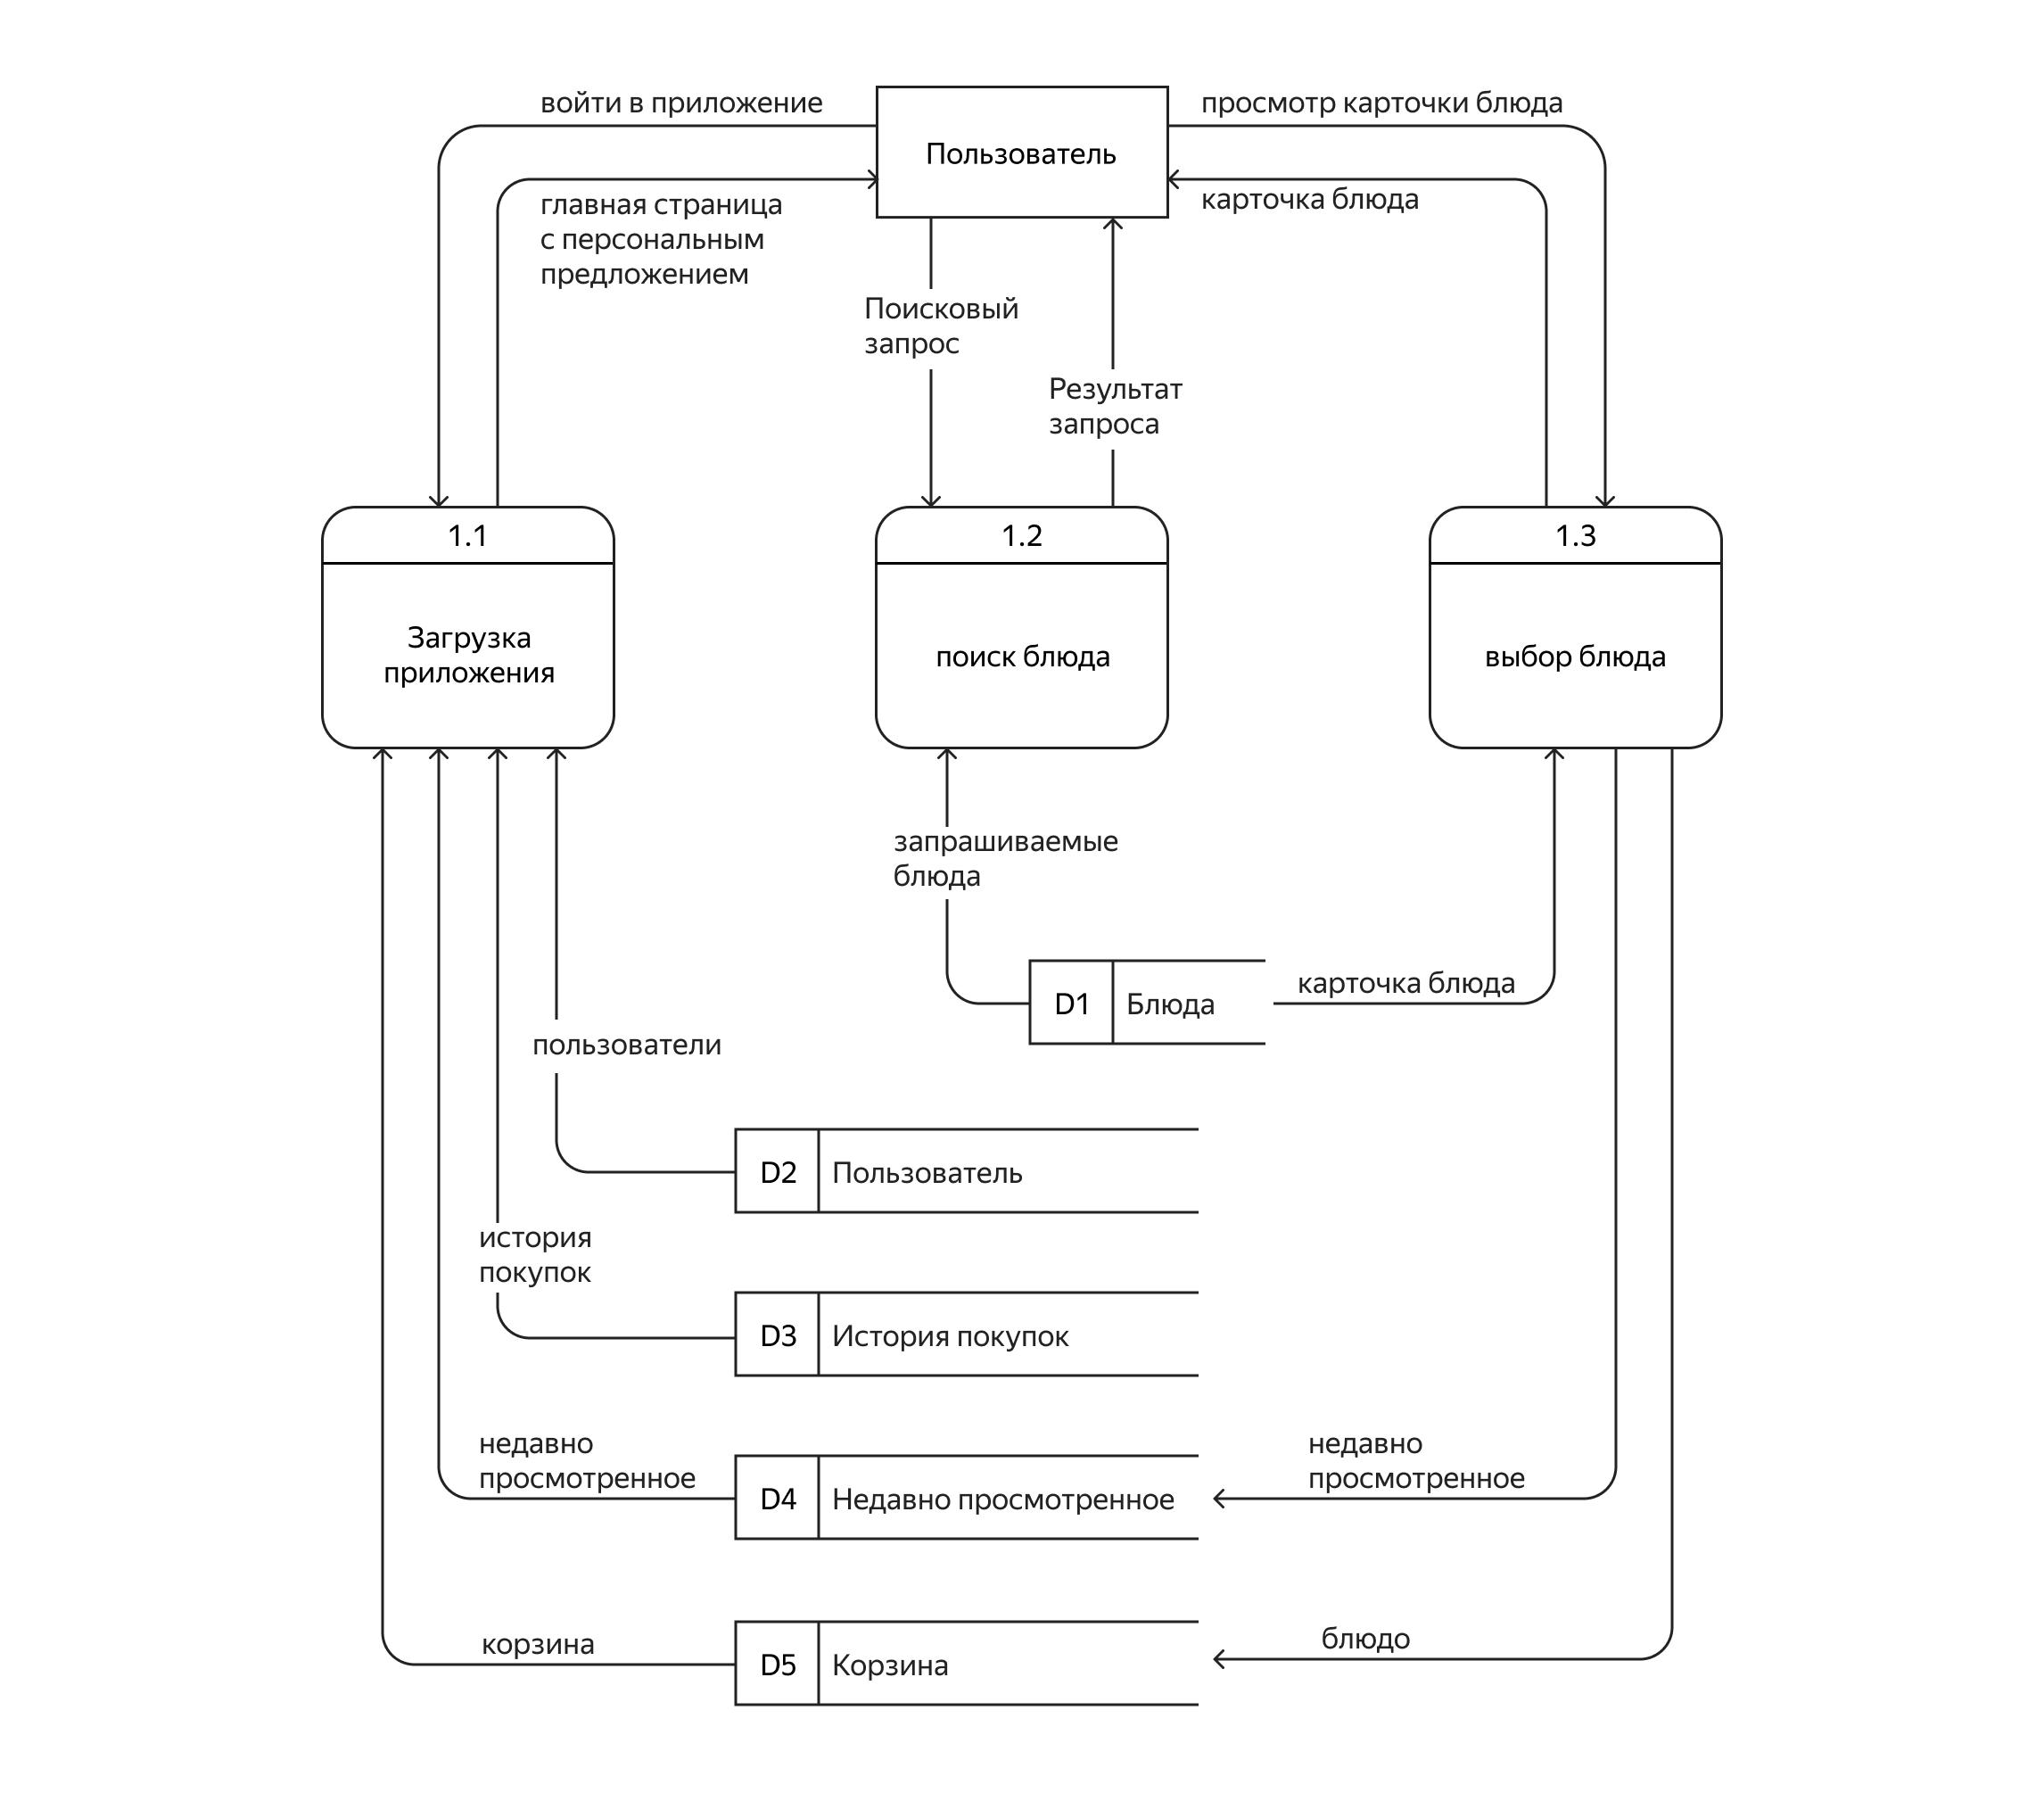 войти в приложение
просмотр карточки блюда
Пользователь
главная страница
с персональным
предложением
карточка блюда
Поисковый
запрос
Результат
запроса
1.1
Загрузка
приложения
1.2
поиск блюда
1.3
выбор блюда
запрашиваемые
блюда
D1
Блюда
карточка блюда
пользователи
D2
Пользователь
история
покупок
D3
История покупок
недавно
просмотренное
D4
Недавно просмотренное
недавно
просмотренное
корзина
D5
Корзина
блюдо